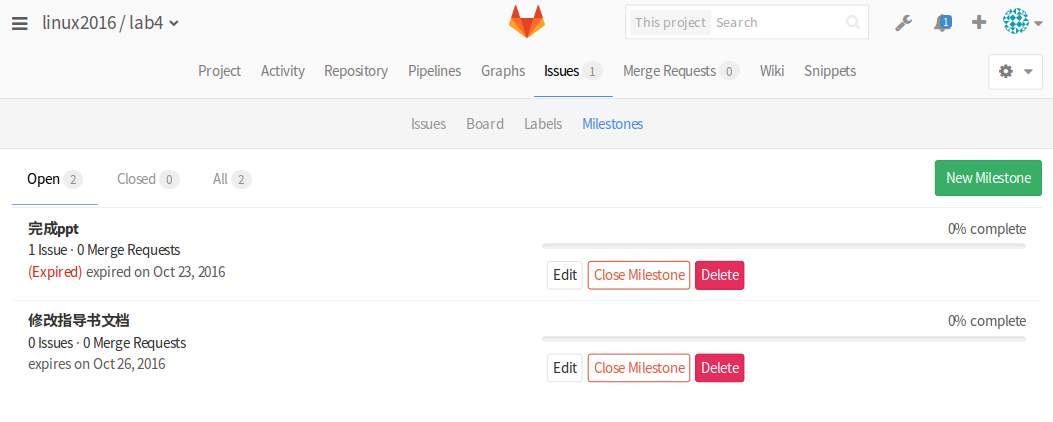 linux2016 / lab4
This project Search
1
Project Activity Repository Pipelines Graphs Issues 1 Merge Requests 0 Wiki Snippets
Issues Board Labels Milestones
Open 2 Closed 0 All 2
New Milestone
完成ppt
0% complete
1 Issue · 0 Merge Requests
(Expired) expired on Oct 23, 2016
Edit Close Milestone Delete
修改指导书文档
0% complete
0 Issues · 0 Merge Requests
expires on Oct 26, 2016
Edit Close Milestone Delete